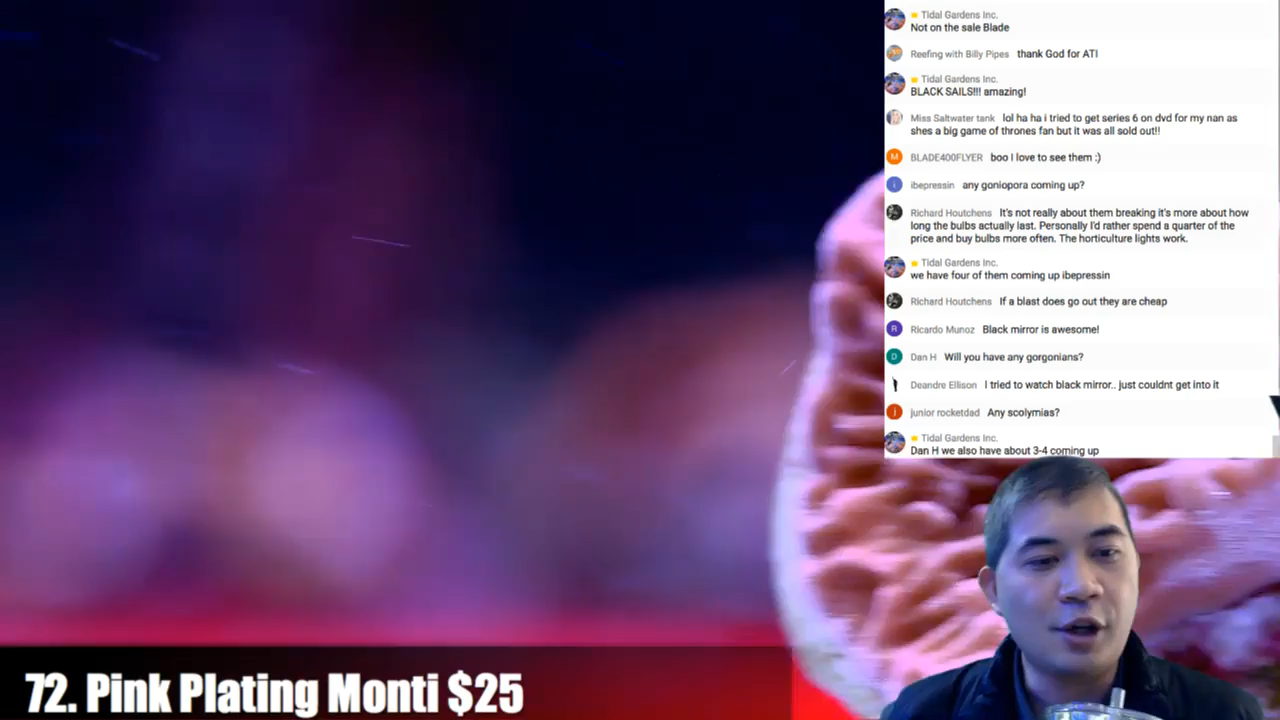 Tidal Gardens Inc.
Not on the sale Blade
Reefing with Billy Pipes thank God for ATI
Tidal Gardens Inc.
BLACK SAILS!!! amazing!
Miss Saltwater tank lol ha ha i tried to get series 6 on dvd for my nan as
shes a big game of thrones fan but it was all sold out!!
M BLADE400FLYER boo I love to see them :)
i ibepressin any goniopora coming up?
Richard Houtchens It's not really about them breaking it's more about how
long the bulbs actually last. Personally I'd rather spend a quarter of the
price and buy bulbs more often. The horticulture lights work.
Tidal Gardens Inc.
we have four of them coming up ibepressin
Richard Houtchens If a blast does go out they are cheap
R Ricardo Munoz Black mirror is awesome!
D Dan H Will you have any gorgonians?
Deandre Ellison I tried to watch black mirror.. just couldnt get into it
j junior rocketdad Any scolymias?
Tidal Gardens Inc.
Dan H we also have about 3-4 coming up
72. Pink Plating Monti $25